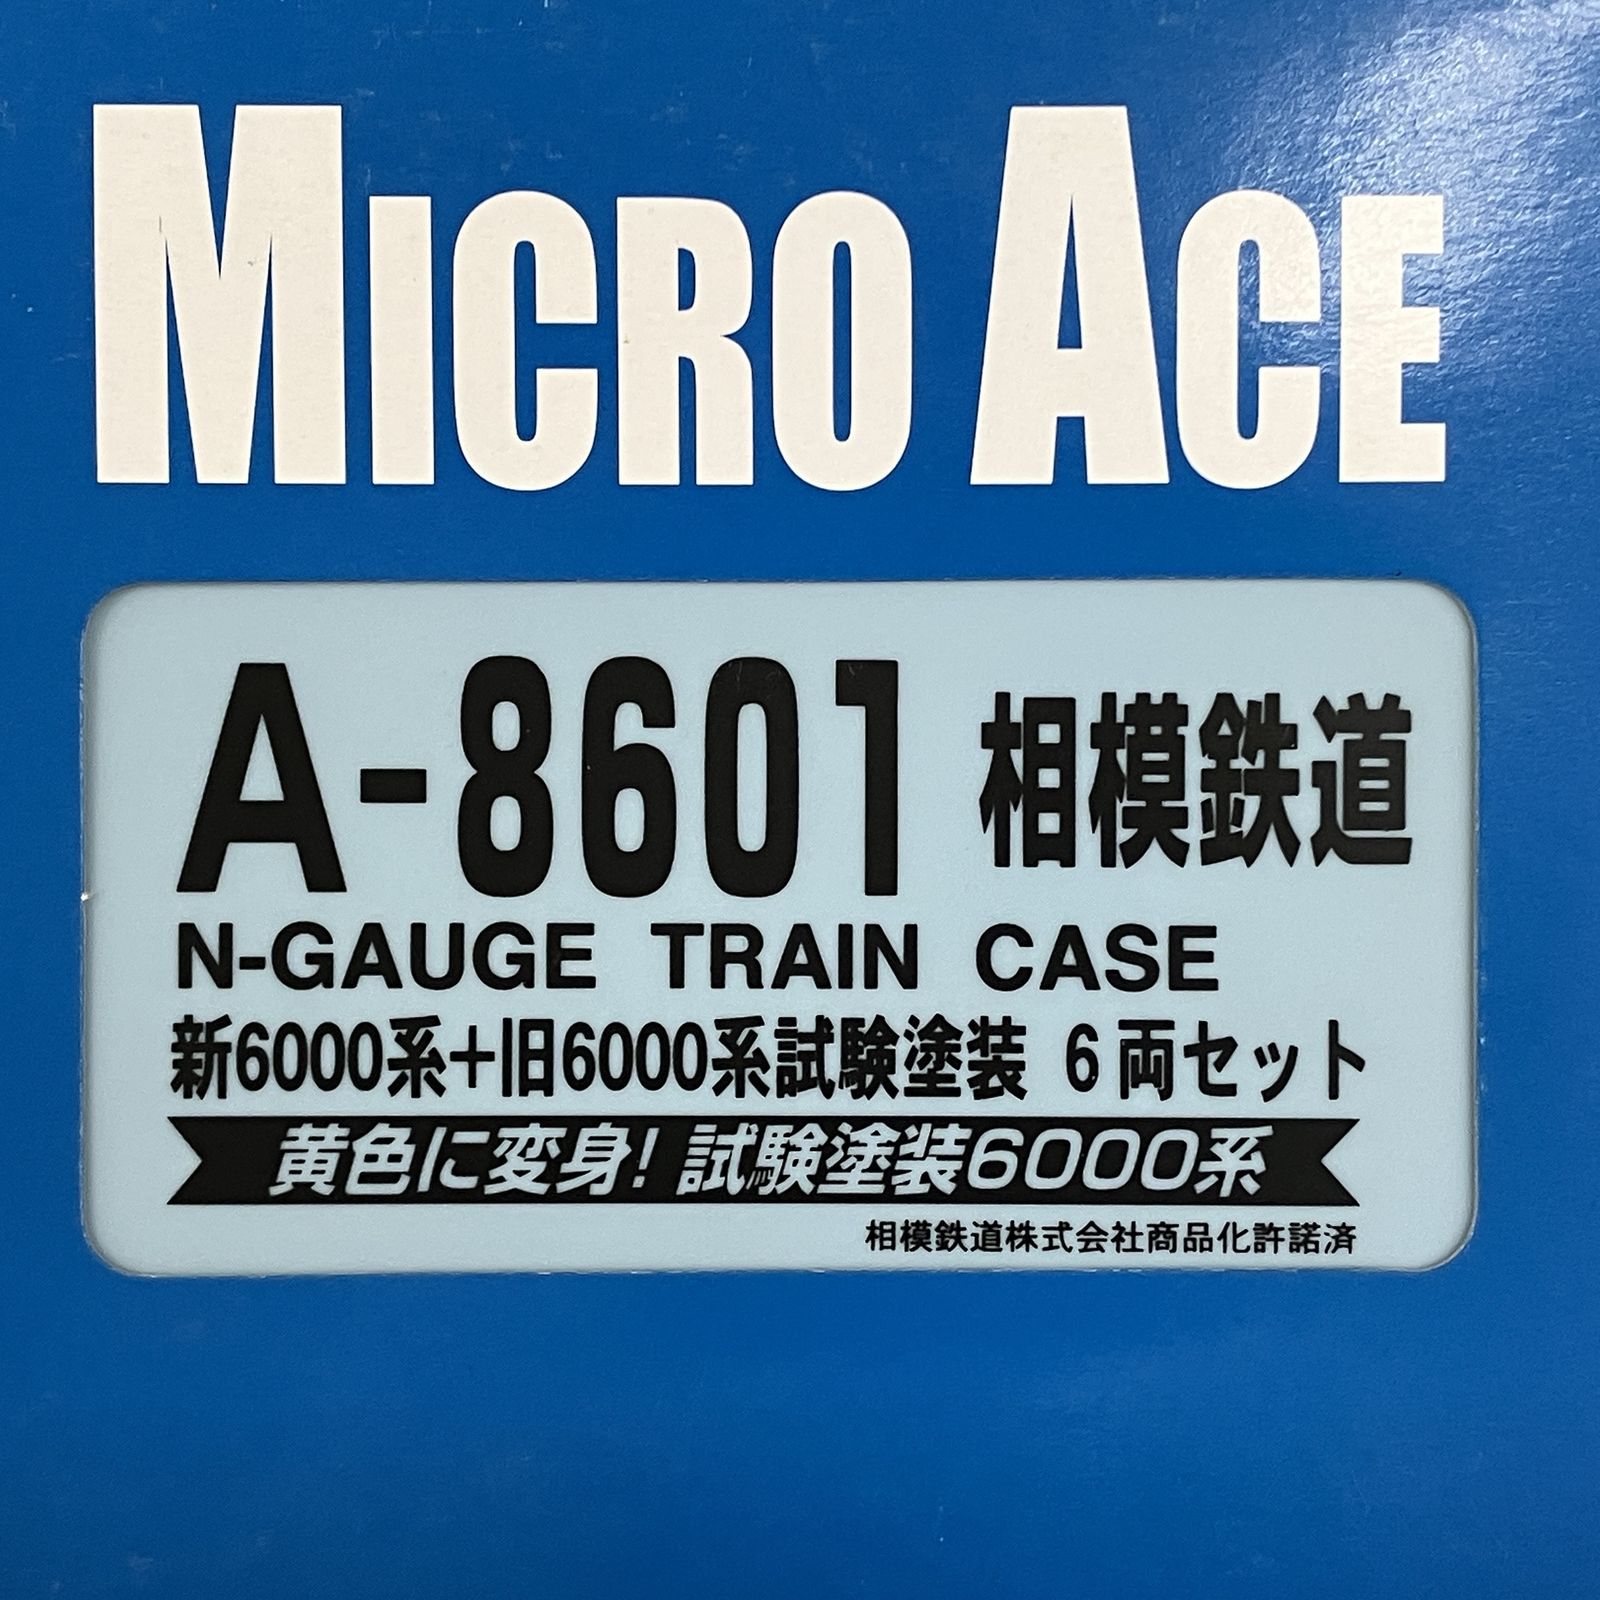 MICRO ACE
A-8601 相模鉄道
N-GAUGE TRAIN CASE
新6000系+旧6000系試験塗装 6両セット
黄色に変身! 試験塗装6000系
相模鉄道株式会社商品化許諾済